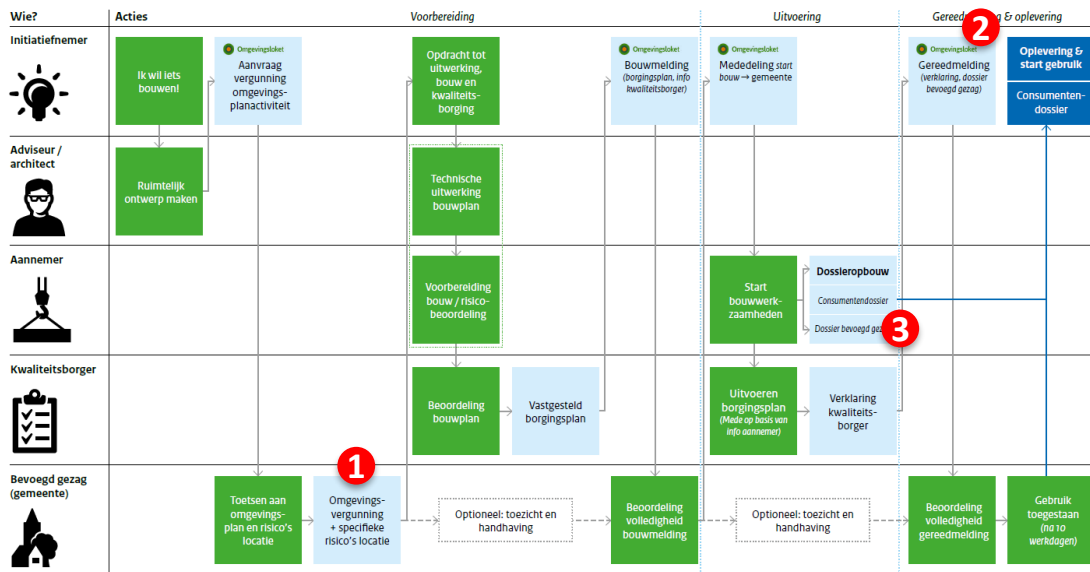 Wie?
Acties
Voorbereiding
Uitvoering
& oplevering
2
Initiatiefnemer
Ik wil iets
bouwen!
Omgevingsloket
Aanvraag
vergunning
omgevings-
planactiviteit
Opdracht tot
uitwerking,
bouw en
kwaliteits-
borging
Omgevingsloket
Bouwmelding
(borgingsplan, info
kwaliteitsborger)
Omgevingsloket
Mededeling start
bouw → gemeente
Omgevingsloket
Gereedmelding
(verklaring, dossier
bevoegd gezag)
Oplevering &
start gebruik
Consumenten-
dossier
Adviseur /
architect
Ruimtelijk
ontwerp maken
Technische
uitwerking
bouwplan
Aannemer
Voorbereiding
bouw / risico-
beoordeling
Start
bouwwerk-
zaamheden
Dossieropbouw
Consumentendossier
Dossier bevoegd
3
Kwaliteitsborger
Beoordeling
bouwplan
Vastgesteld
borgingsplan
Uitvoeren
borgingsplan
(Mede op basis van
info aannemer)
Verklaring
kwaliteits-
borger
1
Bevoegd gezag
(gemeente)
Toetsen aan
omgevings-
plan en risico's
locatie
Omgevings-
vergunning
+ specifieke
risico's locatie
Optioneel: toezicht en
handhaving
Beoordeling
volledigheid
bouwmelding
Optioneel: toezicht en
handhaving
Beoordeling
volledigheid
gereedmelding
Gebruik
toegestaan
(na 10
werkdagen)